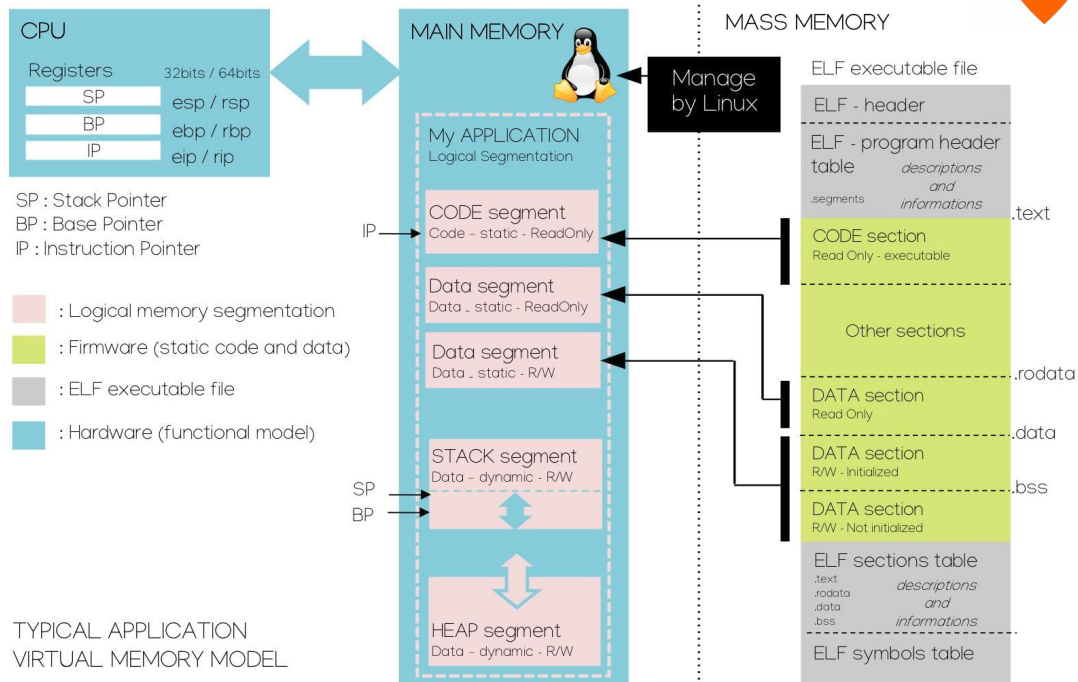 CPU
Registers 32bits / 64bits
SP esp / rsp
BP ebp / rbp
IP eip / rip
SP : Stack Pointer
BP : Base Pointer
IP : Instruction Pointer
: Logical memory segmentation
: Firmware (static code and data)
: ELF executable file
: Hardware (functional model)
TYPICAL APPLICATION
VIRTUAL MEMORY MODEL
MAIN MEMORY
Manage
by Linux
My APPLICATION
Logical Segmentation
IP
CODE segment
Code - static - ReadOnly
Data segment
Data _ static - ReadOnly
Data segment
Data _ static - R/W
STACK segment
Data - dynamic - R/W
SP
BP
HEAP segment
Data - dynamic - R/W
MASS MEMORY
ELF executable file
ELF - header
ELF - program header
table descriptions
and
.segments informations
.text
CODE section
Read Only - executable
Other sections
.rodata
DATA section
Read Only
.data
DATA section
R/W - Initialized
.bss
DATA section
R/W - Not initialized
ELF sections table
.text descriptions
.rodata and
.data informations
.bss
ELF symbols table